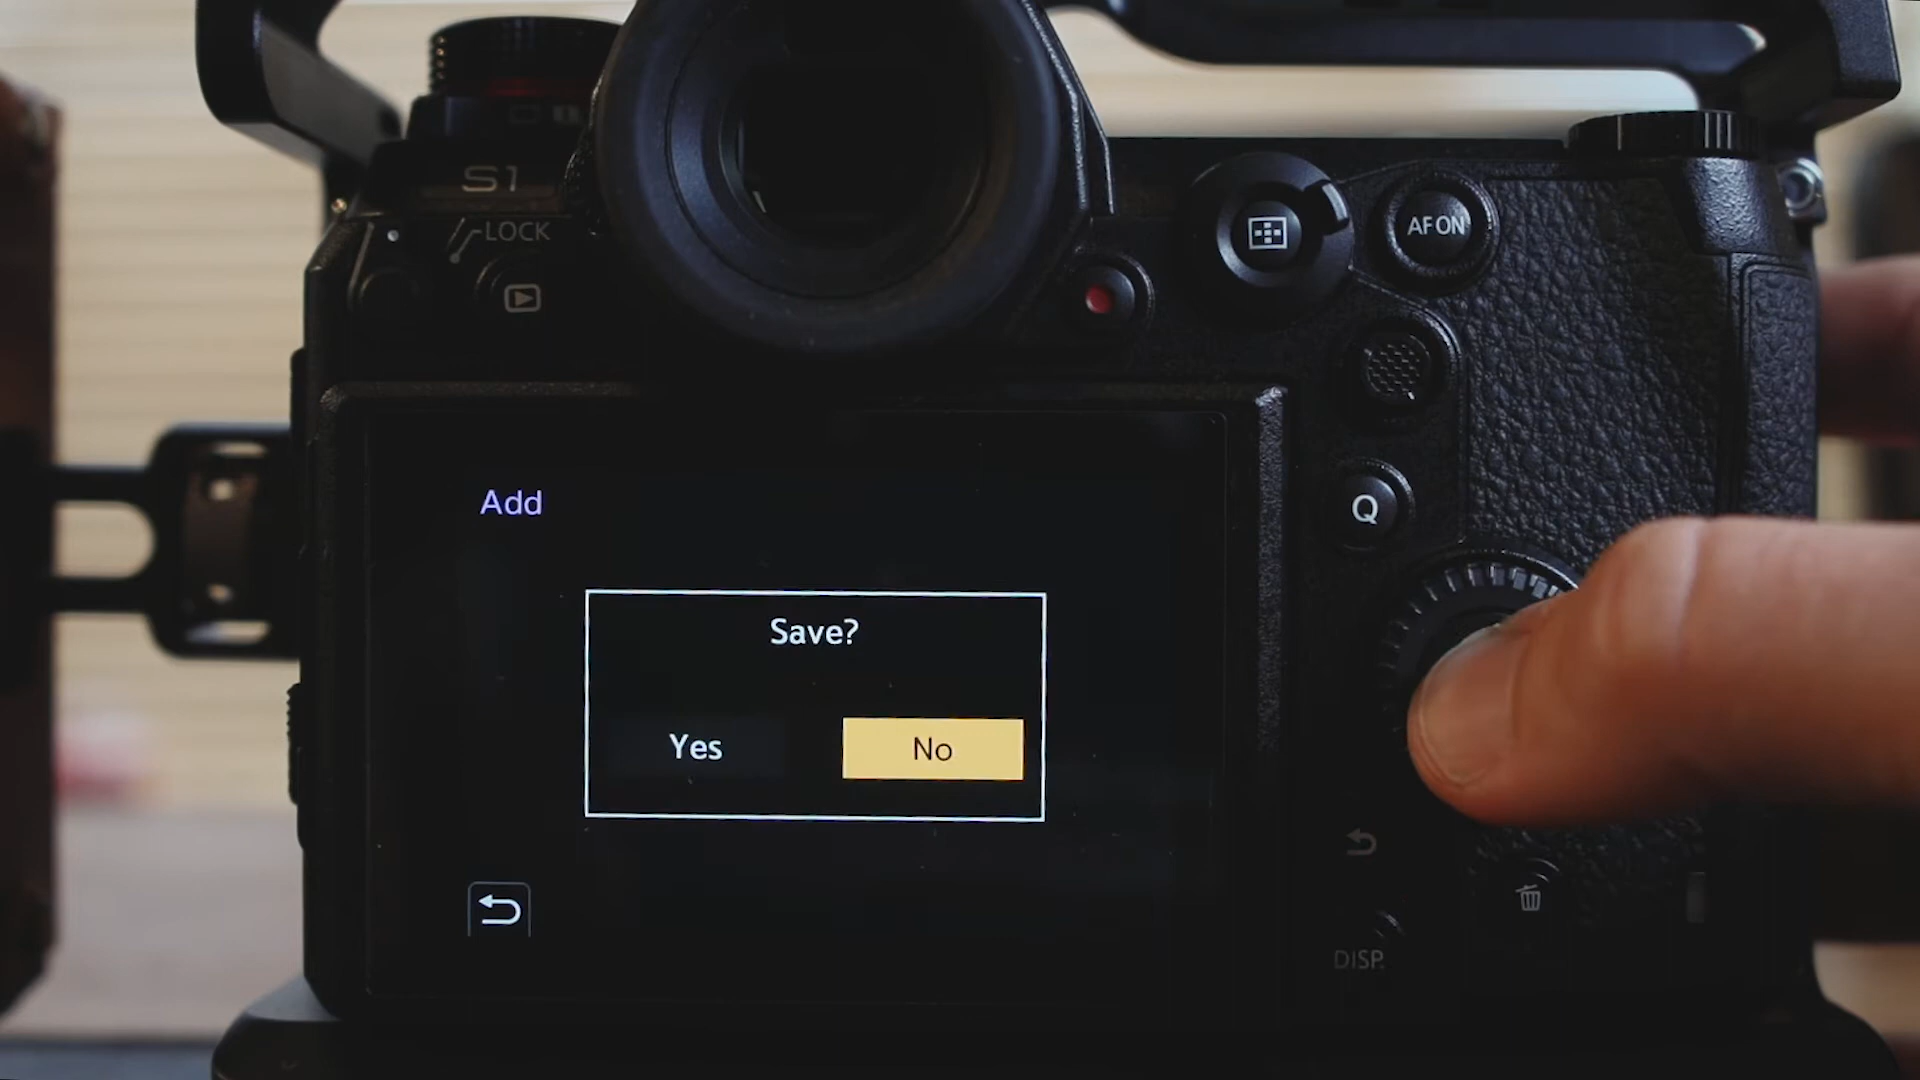 S1
LOCK
AF ON
Q
Add
Save?
Yes
No
DISP.